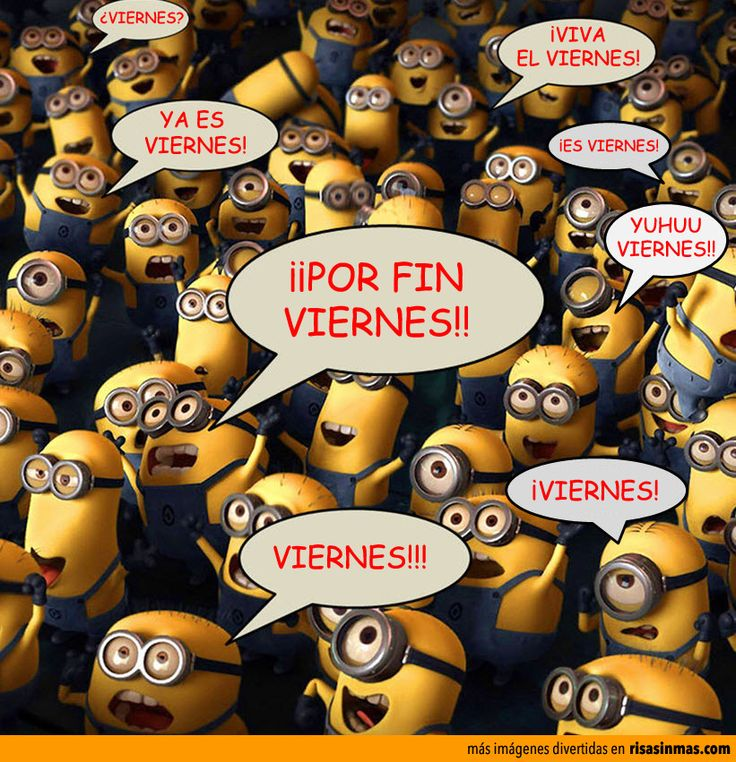 ¿VIERNES?
¡VIVA
EL VIERNES!
YA ES
VIERNES!
¡ES VIERNES!
YUHUU
VIERNES!!
¡¡POR FIN
VIERNES!!
¡VIERNES!
VIERNES!!!
más imágenes divertidas en risasinmas.com